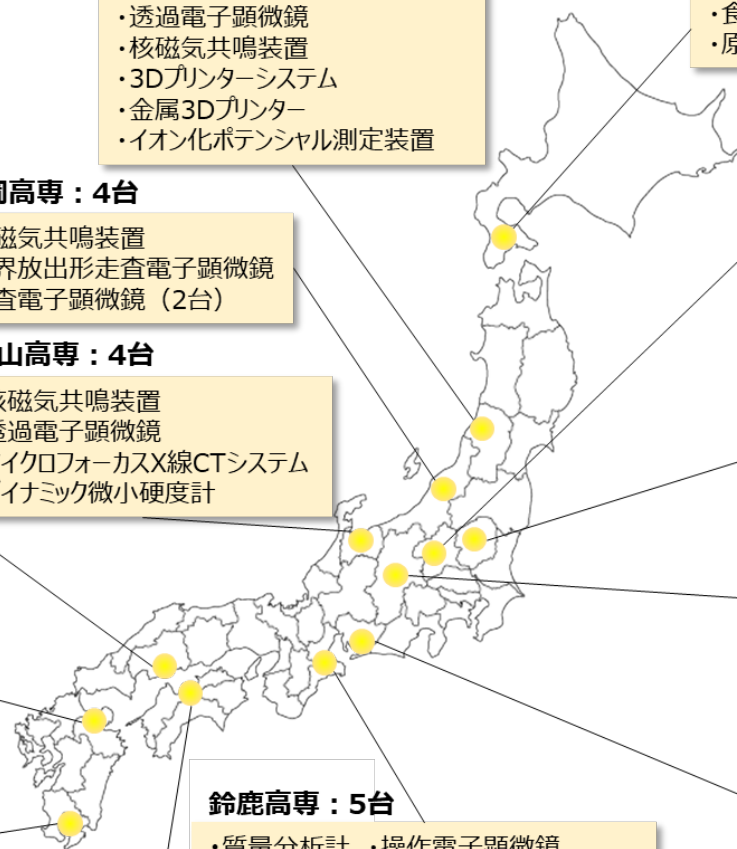 ・透過電子顕微鏡
・核磁気共鳴装置
・3Dプリンターシステム
・金属3Dプリンター
・イオン化ポテンシャル測定装置
・食
・原
高専:4台
磁気共鳴装置
界放出形走査電子顕微鏡
査電子顕微鏡(2台)
山高専:4台
核磁気共鳴装置
透過電子顕微鏡
イクロフォーカスX線CTシステム
イナミック微小硬度計
鈴鹿高専:5台
・質量分析計 ・操作電子顕微鏡